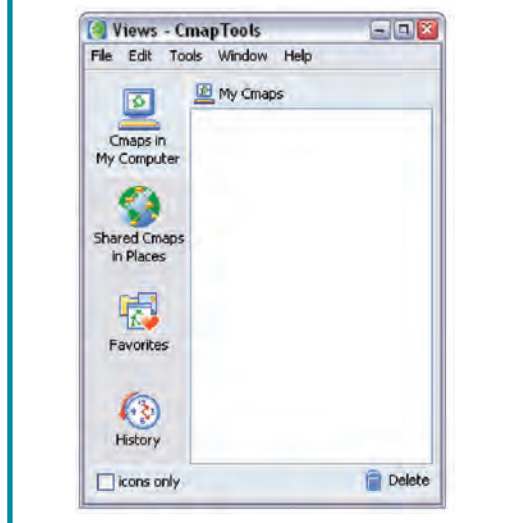 Views - CmapTools
File Edit Tools Window Help
My Cmaps
Cmaps in
My Computer
Shared Cmaps
in Places
Favorites
History
icons only
Delete